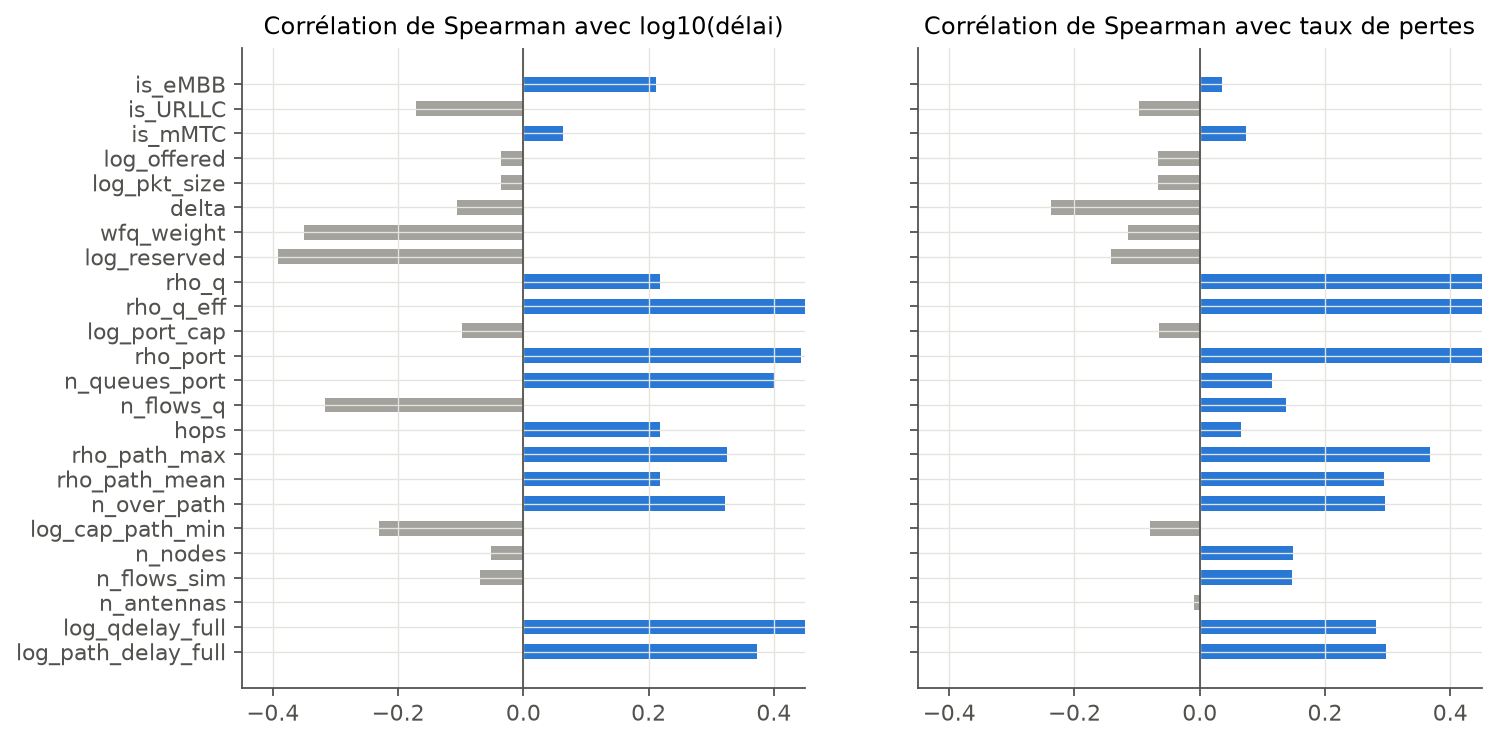 Corrélation de Spearman avec log10(délai)
Corrélation de Spearman avec taux de pertes
is_eMBB
is_URLLC
is_mMTC
log_offered
log_pkt_size
delta
wfq_weight
log_reserved
rho_q
rho_q_eff
log_port_cap
rho_port
n_queues_port
n_flows_q
hops
rho_path_max
rho_path_mean
n_over_path
log_cap_path_min
n_nodes
n_flows_sim
n_antennas
log_qdelay_full
log_path_delay_full
−0.4 −0.2 0.0 0.2 0.4
−0.4 −0.2 0.0 0.2 0.4